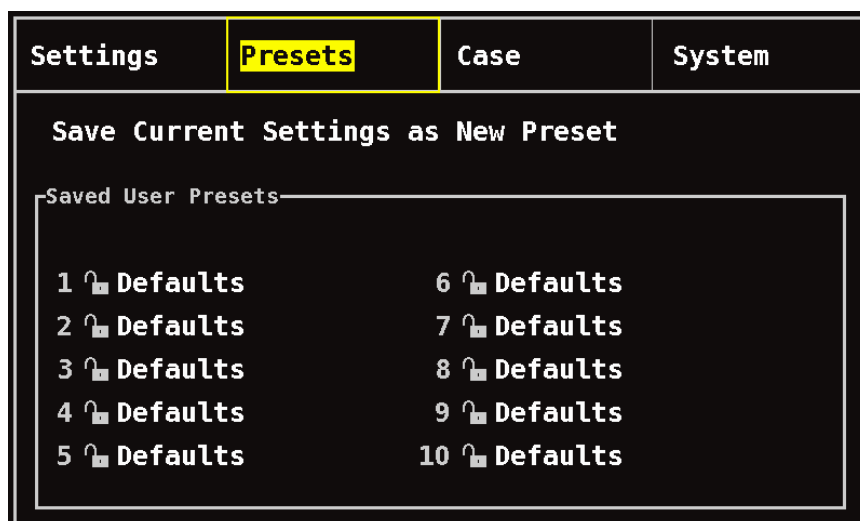 Settings Presets Case System
Save Current Settings as New Preset
Saved User Presets
1 Defaults
2 Defaults
3 Defaults
4 Defaults
5 Defaults
6 Defaults
7 Defaults
8 Defaults
9 Defaults
10 Defaults